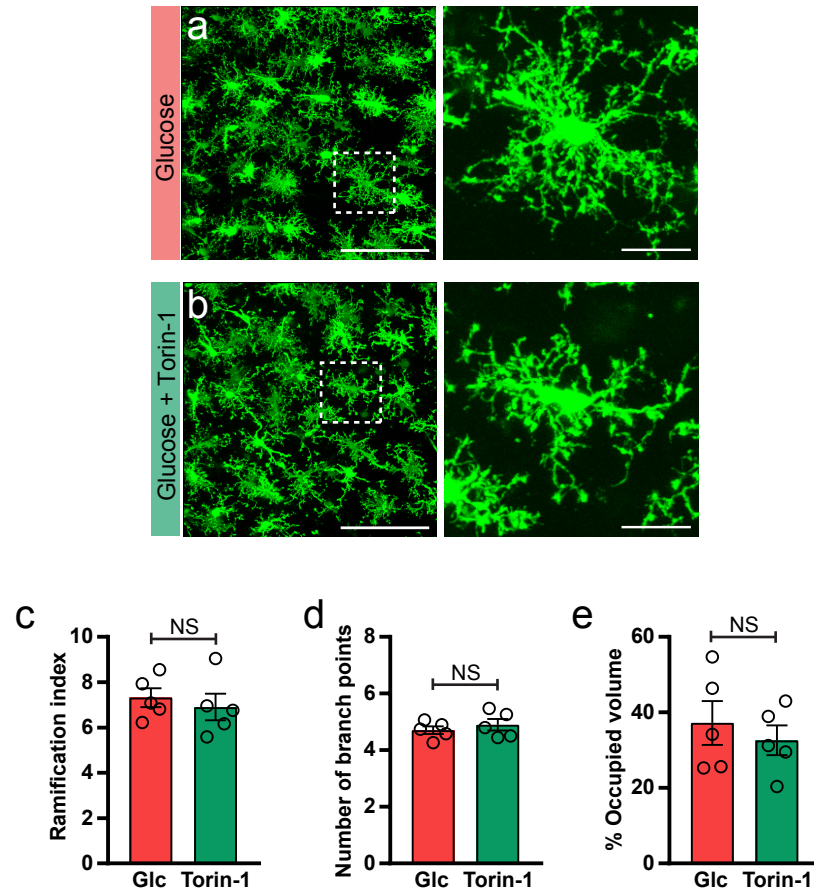 a
Glucose
b
Glucose + Torin-1
c
NS
Ramification index
10
8
6
4
2
0
Glc Torin-1
d
NS
Number of branch points
8
6
4
2
0
Glc Torin-1
e
NS
% Occupied volume
60
40
20
0
Glc Torin-1